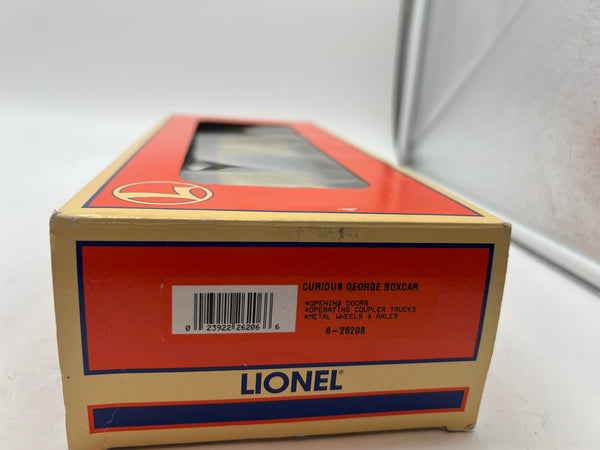 L
CURIOUS GEORGE BOXCAR
*OPENING DOORS
*OPERATING COUPLER TRUCKS
*METAL WHEELS & AXLES
6-26206
0 23922 26206 6
LIONEL®